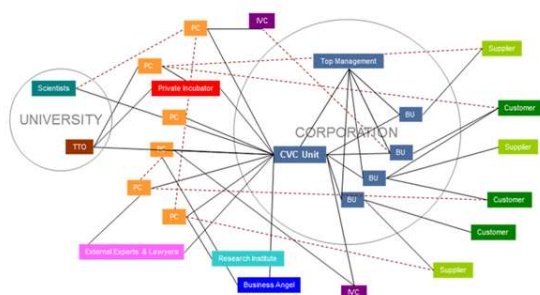 PC
IVC
Top Management
Supplier
PC
Scientists
Private Incubator
Customer
UNIVERSITY
PC
BU
CORPORATION
TTO
PC
CVC Unit
BU
Supplier
PC
BU
BU
Customer
PC
Customer
External Experts & Lawyers
Research Institute
Supplier
Business Angel
IVC